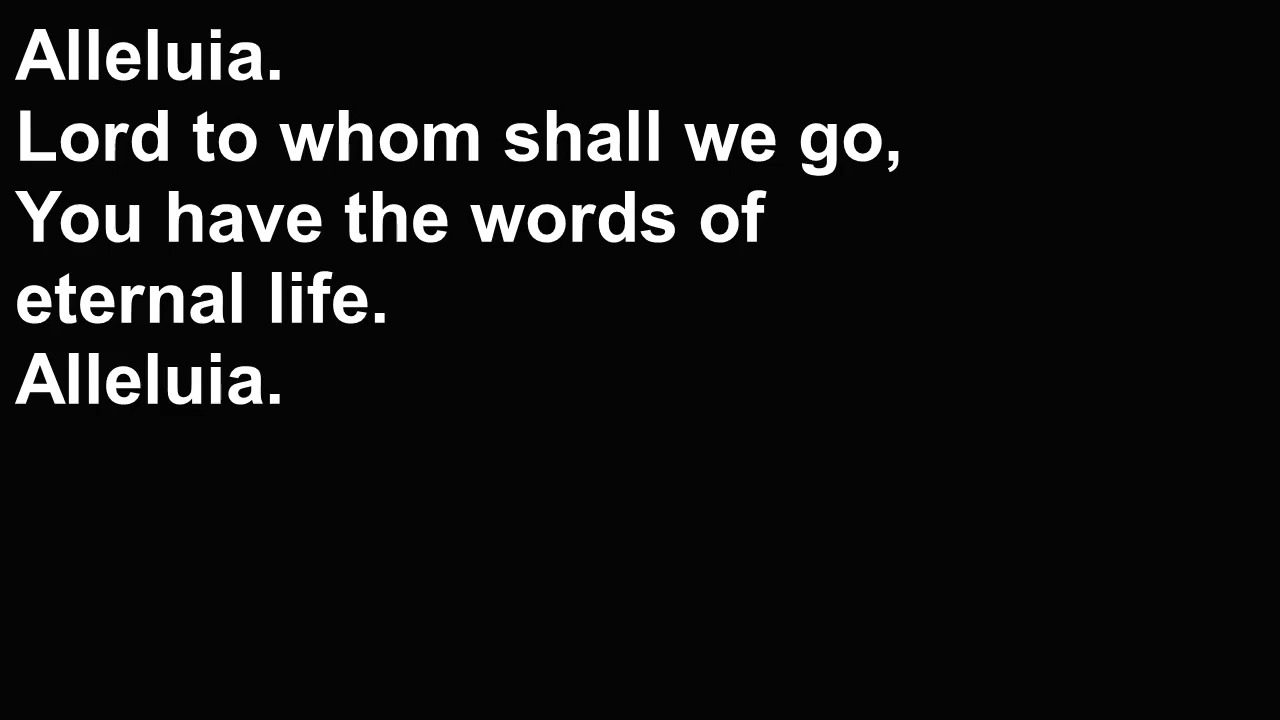 Alleluia.
Lord to whom shall we go,
You have the words of
eternal life.
Alleluia.